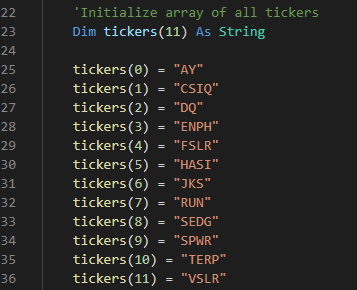 22 'Initialize array of all tickers
23 Dim tickers(11) As String
24
25 tickers(0) = "AY"
26 tickers(1) = "CSIQ"
27 tickers(2) = "DQ"
28 tickers(3) = "ENPH"
29 tickers(4) = "FSLR"
30 tickers(5) = "HASI"
31 tickers(6) = "JKS"
32 tickers(7) = "RUN"
33 tickers(8) = "SEDG"
34 tickers(9) = "SPWR"
35 tickers(10) = "TERP"
36 tickers(11) = "VSLR"